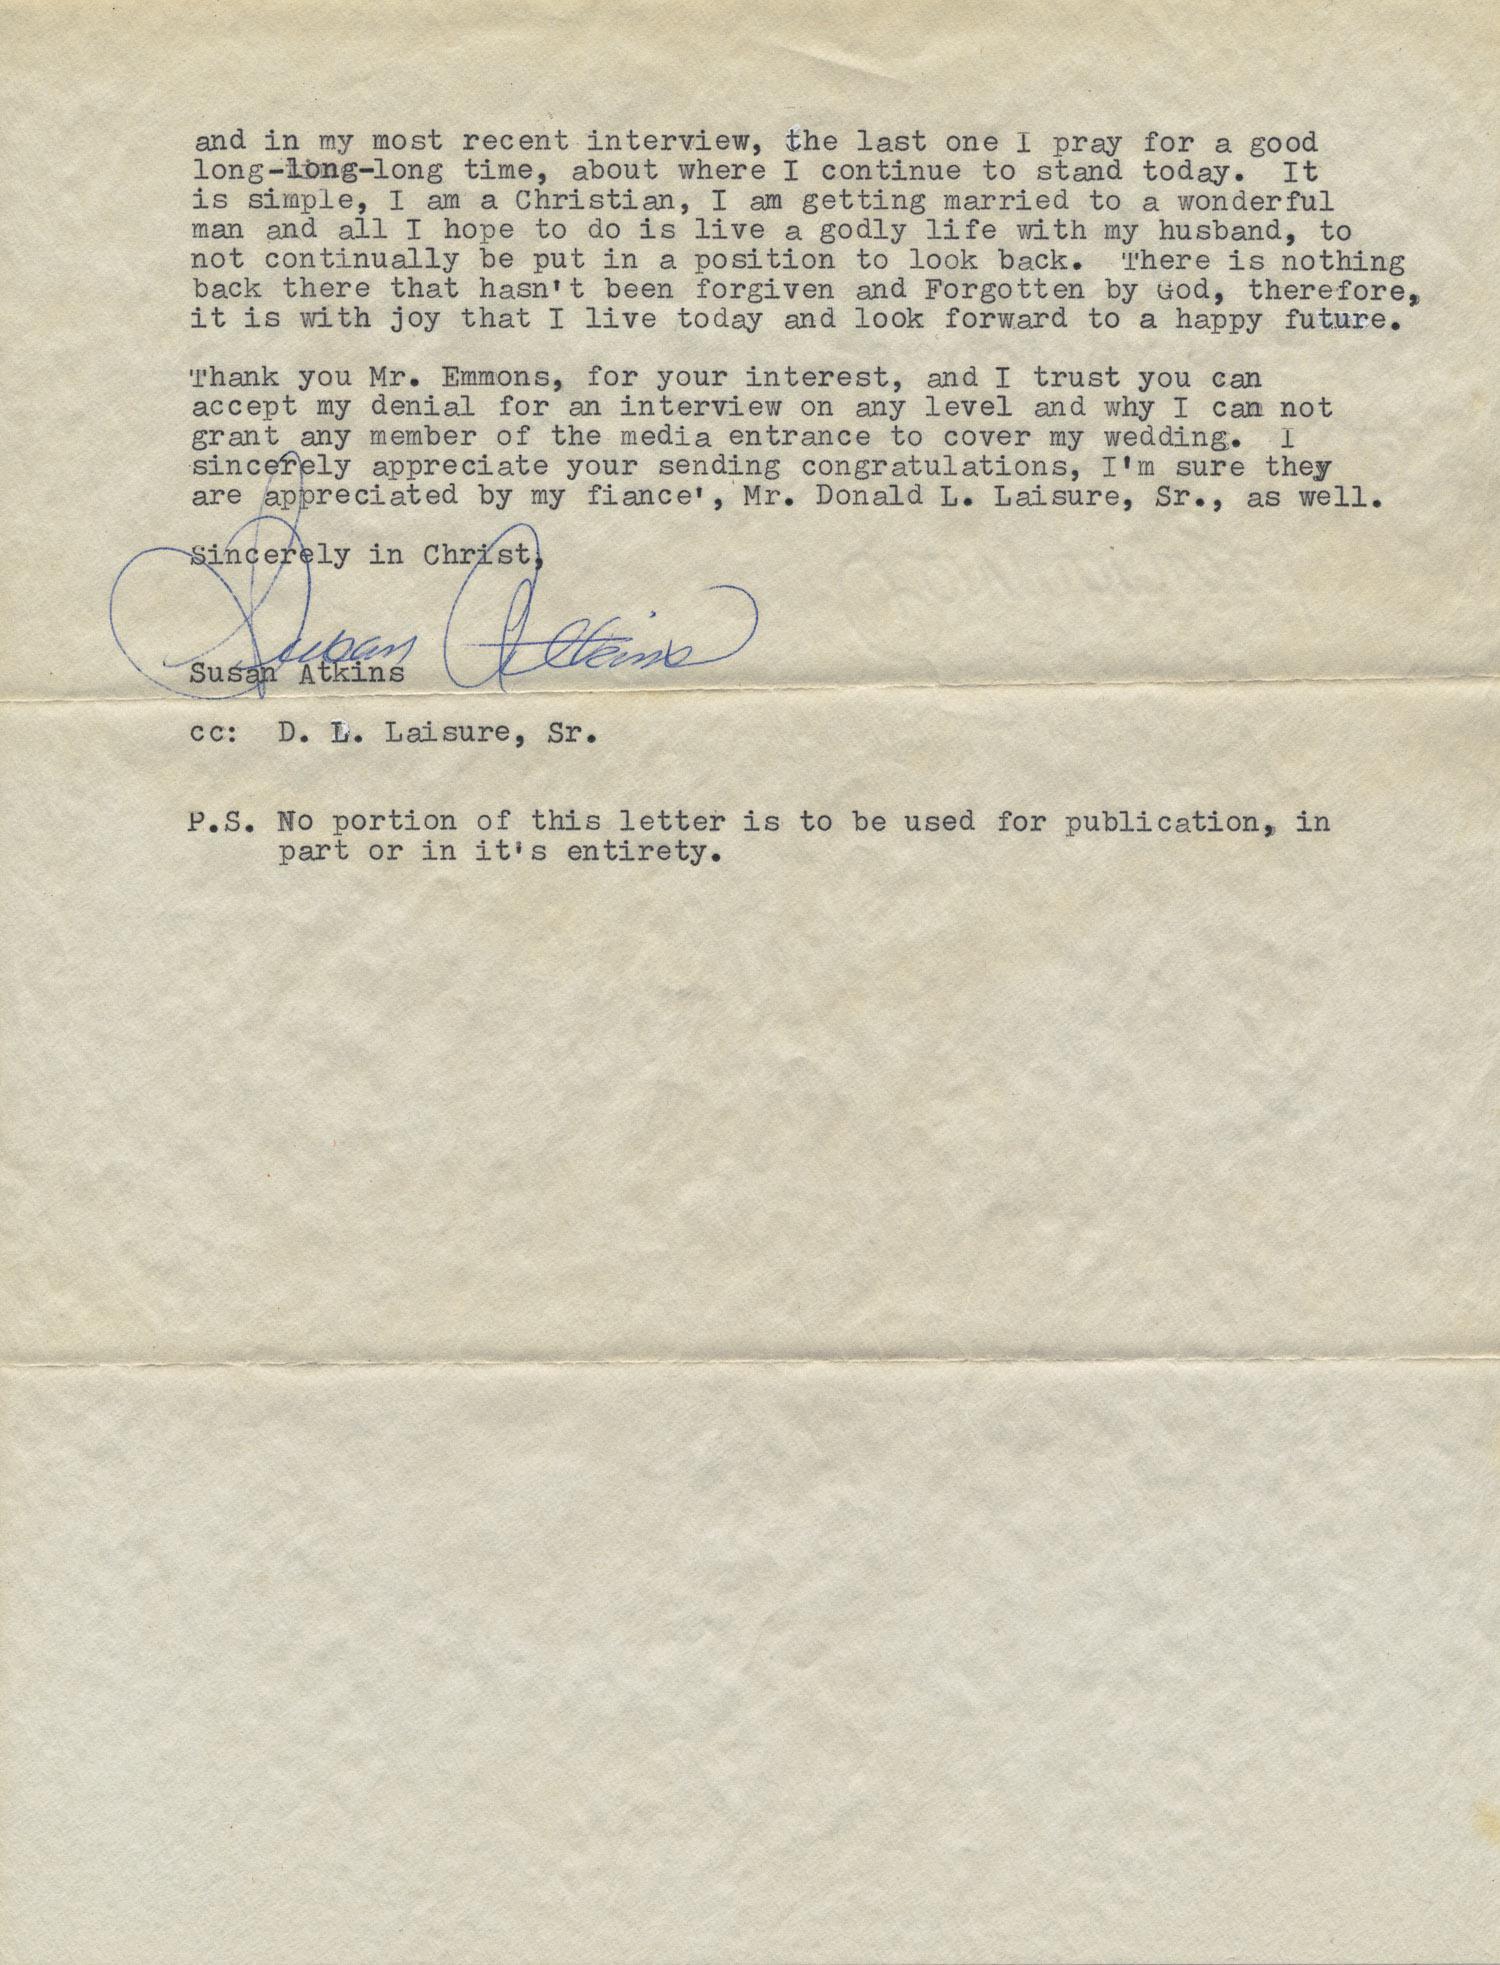 and in my most recent interview, the last one I pray for a good
long-long-long time, about where I continue to stand today.  It
is simple, I am a Christian, I am getting married to a wonderful
man and all I hope to do is live a godly life with my husband, to
not continually be put in a position to look back.  There is nothing
back there that hasn't been forgiven and Forgotten by God, therefore,
it is with joy that I live today and look forward to a happy future.
Thank you Mr. Emmons, for your interest, and I trust you can
accept my denial for an interview on any level and why I can not
grant any member of the media entrance to cover my wedding.  I
sincerely appreciate your sending congratulations, I'm sure they
are appreciated by my fiance', Mr. Donald L. Laisure, Sr., as well.
Sincerely in Christ,
Susan Atkins
Susan Atkins
cc:  D. L. Laisure, Sr.
P.S. No portion of this letter is to be used for publication, in
part or in it's entirety.